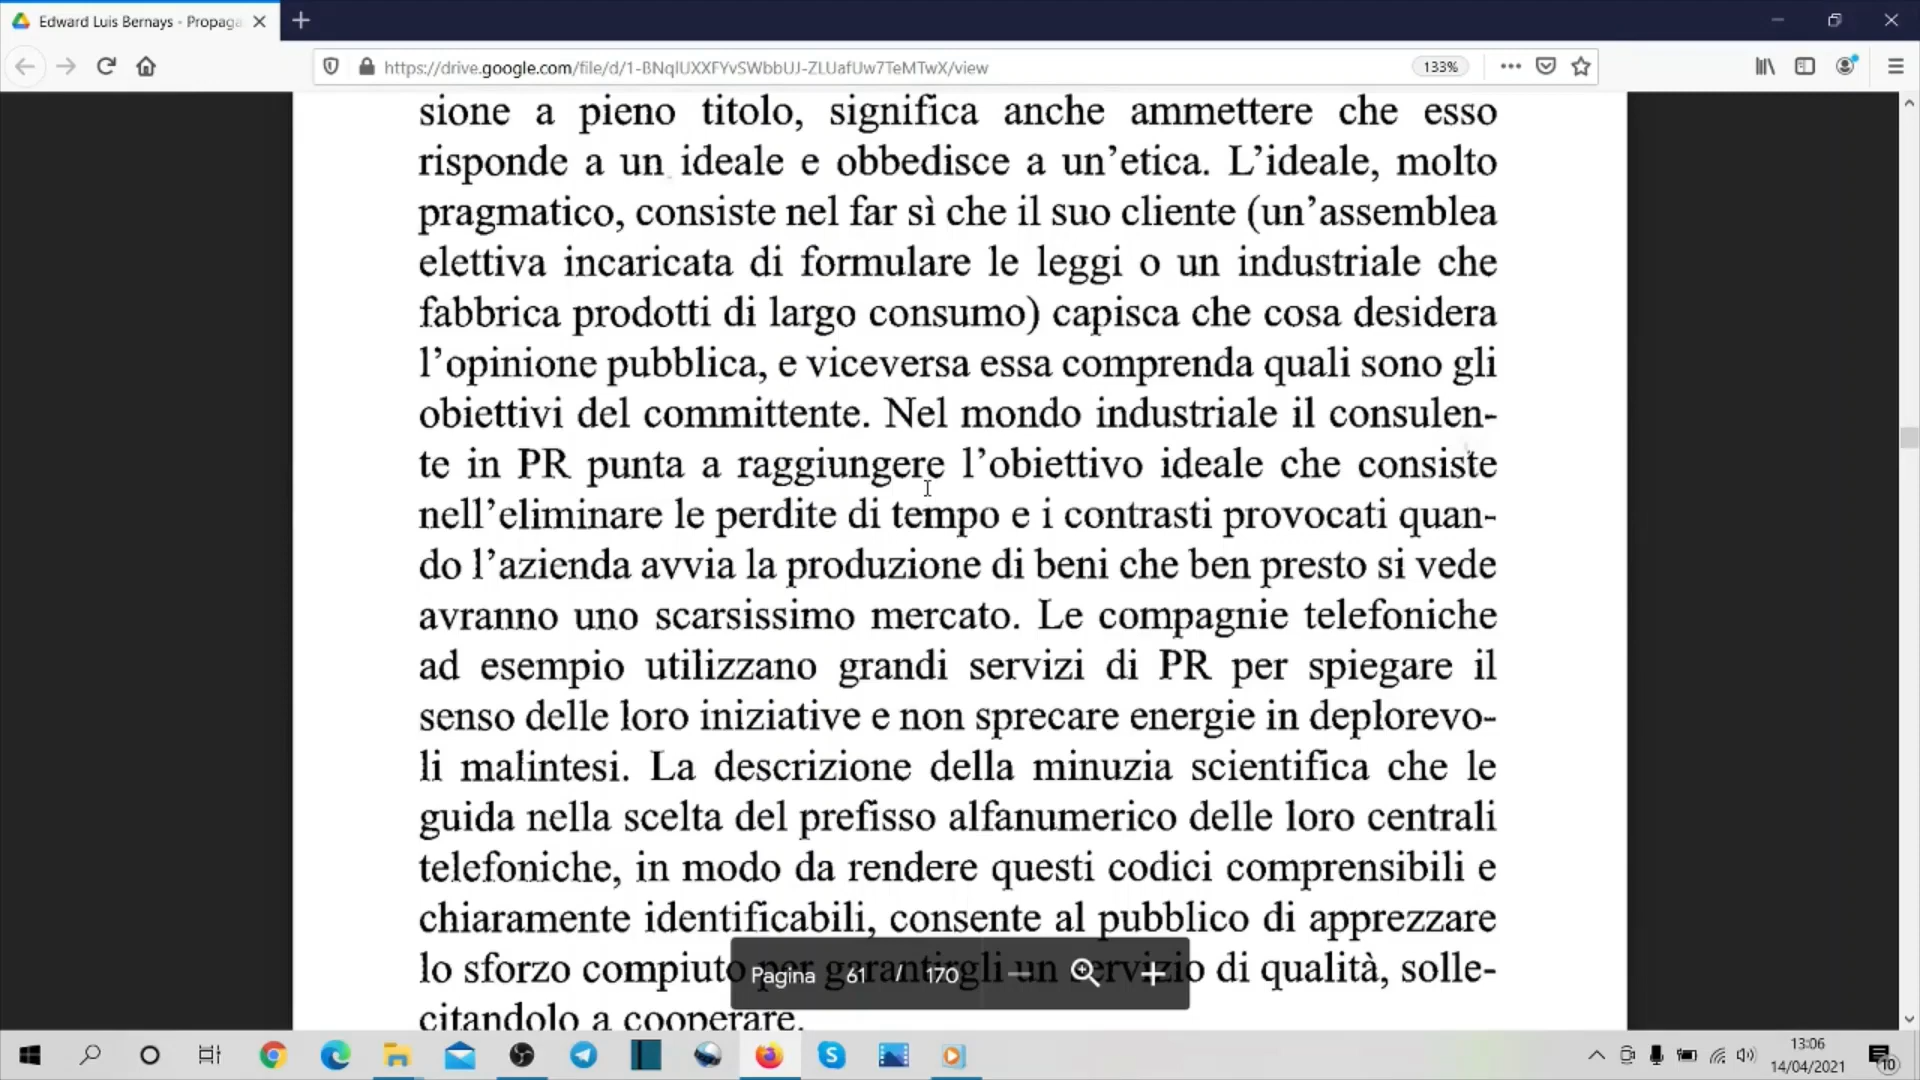 Edward Luis Bernays - Propaga
https://drive.google.com/file/d/1-BNqlUXXFYvSWbbUJ-ZLUafUw7TeMTwX/view
133%
sione a pieno titolo, significa anche ammettere che esso
risponde a un ideale e obbedisce a un’etica. L’ideale, molto
pragmatico, consiste nel far sì che il suo cliente (un’assemblea
elettiva incaricata di formulare le leggi o un industriale che
fabbrica prodotti di largo consumo) capisca che cosa desidera
l’opinione pubblica, e viceversa essa comprenda quali sono gli
obiettivi del committente. Nel mondo industriale il consulen-
te in PR punta a raggiungere l’obiettivo ideale che consiste
nell’eliminare le perdite di tempo e i contrasti provocati quan-
do l’azienda avvia la produzione di beni che ben presto si vede
avranno uno scarsissimo mercato. Le compagnie telefoniche
ad esempio utilizzano grandi servizi di PR per spiegare il
senso delle loro iniziative e non sprecare energie in deplorevo-
li malintesi. La descrizione della minuzia scientifica che le
guida nella scelta del prefisso alfanumerico delle loro centrali
telefoniche, in modo da rendere questi codici comprensibili e
chiaramente identificabili, consente al pubblico di apprezzare
lo sforzo compiuto per garantirgli un servizio di qualità, solle-
citandolo a cooperare.
Pagina 61 / 170
13:06
14/04/2021
10